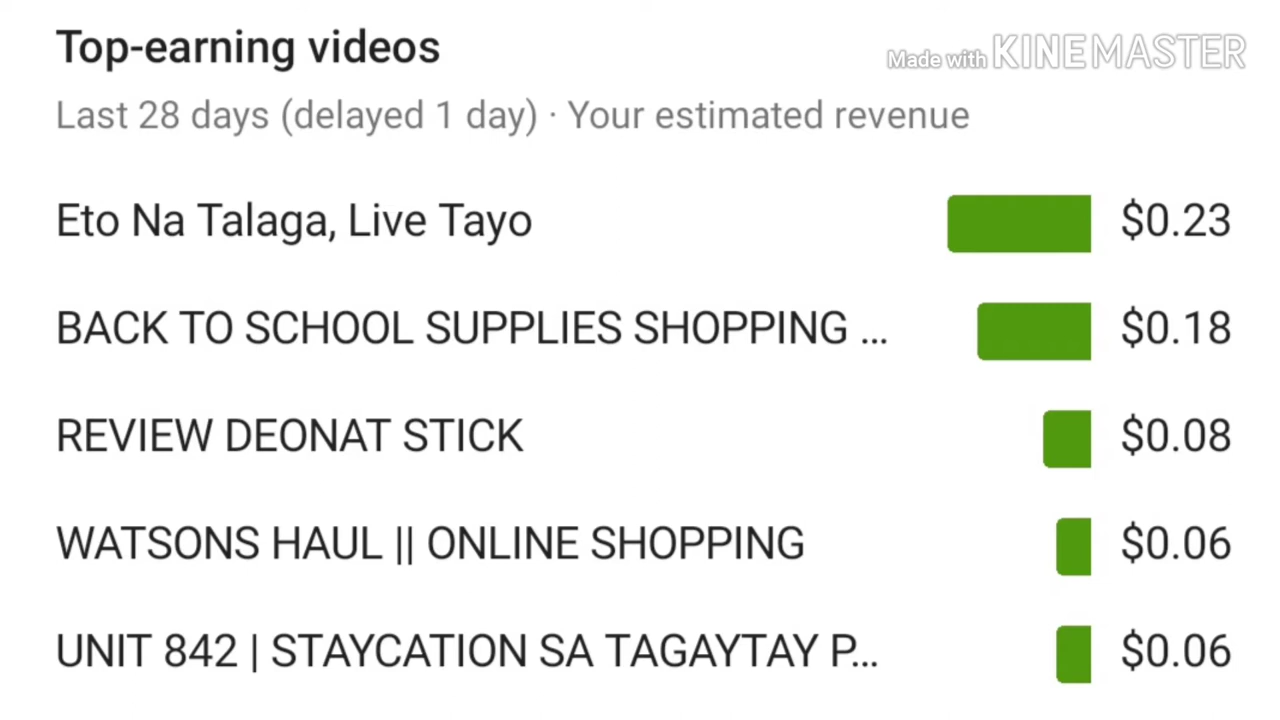 Top-earning videos
Made with KINEMASTER
Last 28 days (delayed 1 day) · Your estimated revenue
Eto Na Talaga, Live Tayo $0.23
BACK TO SCHOOL SUPPLIES SHOPPING ... $0.18
REVIEW DEONAT STICK $0.08
WATSONS HAUL || ONLINE SHOPPING $0.06
UNIT 842 | STAYCATION SA TAGAYTAY P... $0.06